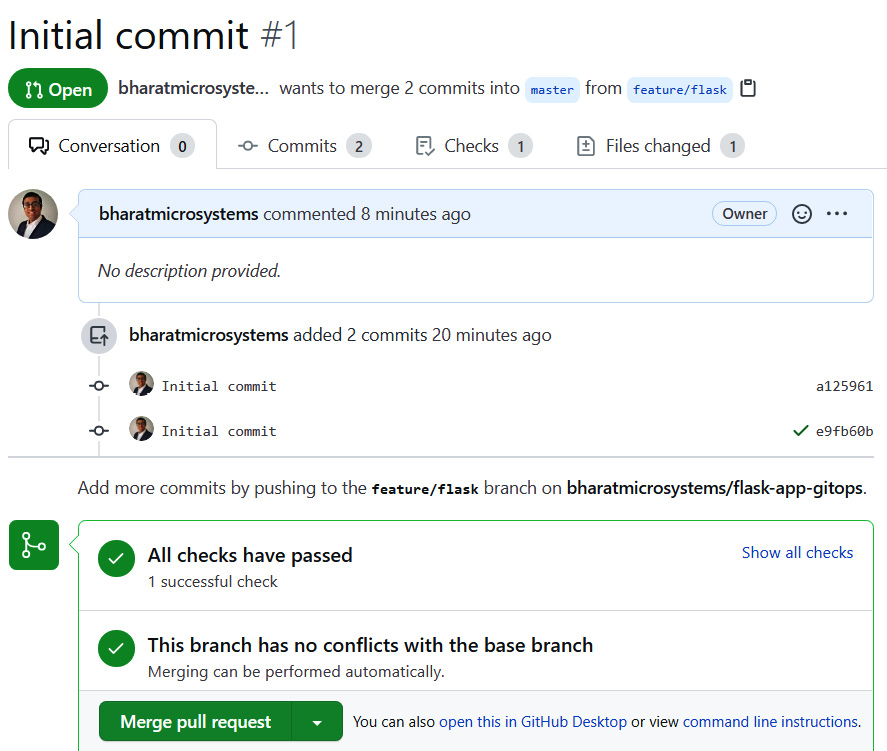 Initial commit #1
Open bharatmicrosyste... wants to merge 2 commits into master from feature/flask
Conversation 0 Commits 2 Checks 1 Files changed 1
bharatmicrosystems commented 8 minutes ago Owner
No description provided.
bharatmicrosystems added 2 commits 20 minutes ago
Initial commit a125961
Initial commit e9fb60b
Add more commits by pushing to the feature/flask branch on bharatmicrosystems/flask-app-gitops.
All checks have passed Show all checks
1 successful check
This branch has no conflicts with the base branch
Merging can be performed automatically.
Merge pull request You can also open this in GitHub Desktop or view command line instructions.